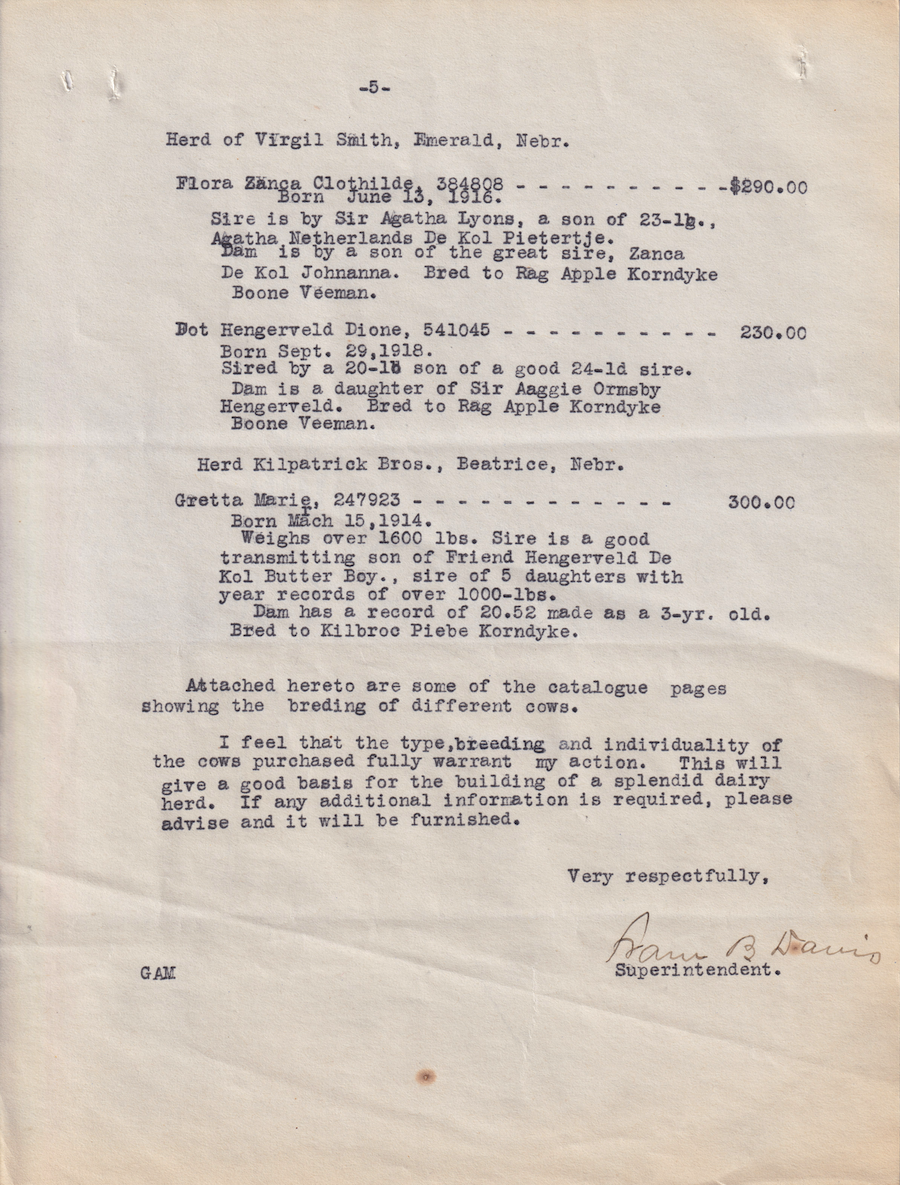 -5-
Herd of Virgil Smith, Emerald, Nebr.
Flora Zanca Clothilde, 384808 - - - - - - - - - - -$290.00
Born June 13, 1916.
Sire is by Sir Agatha Lyons, a son of 23-lb.,
Agatha Netherlands De Kol Pietertje.
Dam is by a son of the great sire, Zanca
De Kol Johnanna. Bred to Rag Apple Korndyke
Boone Veeman.
Dot Hengerveld Dione, 541045 - - - - - - - - - - 230.00
Born Sept. 29,1918.
Sired by a 20-lb son of a good 24-ld sire.
Dam is a daughter of Sir Aaggie Ormsby
Hengerveld. Bred to Rag Apple Korndyke
Boone Veeman.
Herd Kilpatrick Bros., Beatrice, Nebr.
Gretta Marie, 247923 - - - - - - - - - - - - 300.00
Born March 15,1914.
Weighs over 1600 lbs. Sire is a good
transmitting son of Friend Hengerveld De
Kol Butter Boy., sire of 5 daughters with
year records of over 1000-lbs.
Dam has a record of 20.52 made as a 3-yr. old.
Bred to Kilbroc Piebe Korndyke.
Attached hereto are some of the catalogue pages
showing the breding of different cows.
I feel that the type,breeding and individuality of
the cows purchased fully warrant my action. This will
give a good basis for the building of a splendid dairy
herd. If any additional information is required, please
advise and it will be furnished.
Very respectfully,
B Davis
Superintendent.
GAM